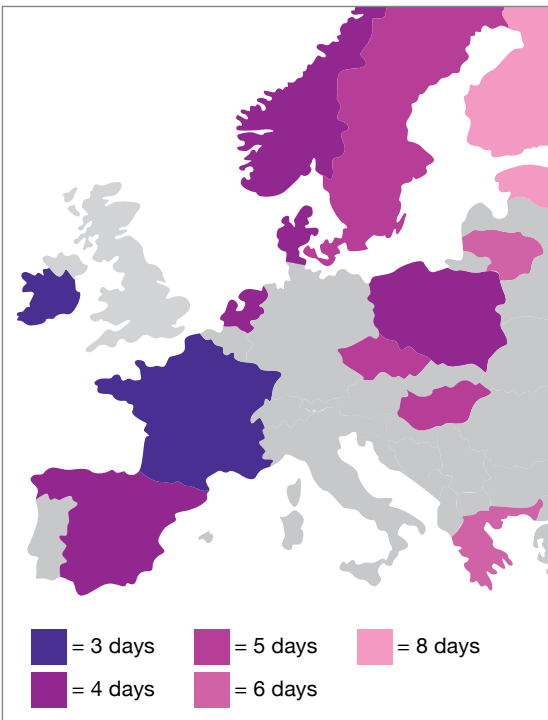 = 3 days = 5 days = 8 days
= 4 days = 6 days